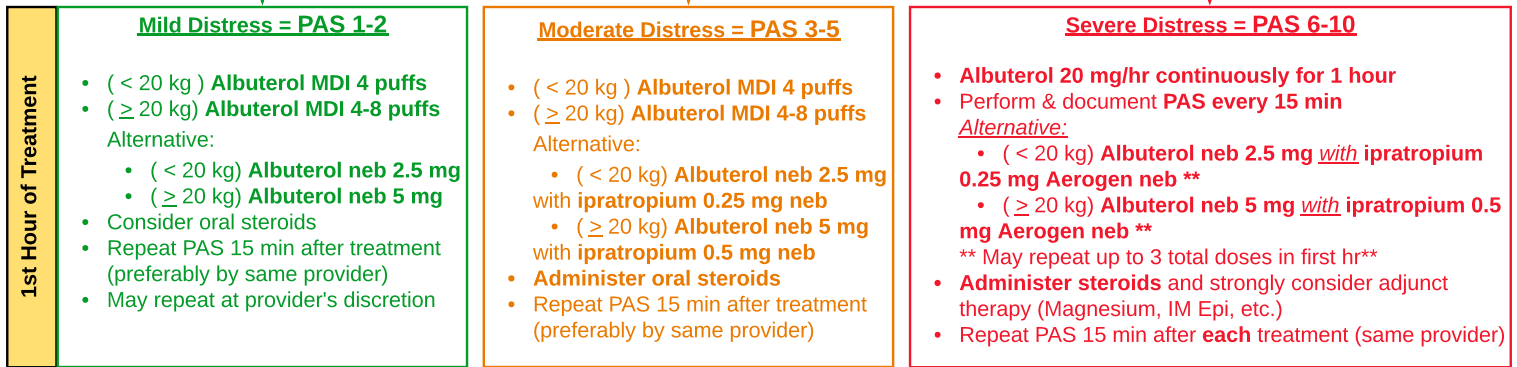 1st Hour of Treatment
Mild Distress = PAS 1-2
• ( < 20 kg ) Albuterol MDI 4 puffs
• ( > 20 kg) Albuterol MDI 4-8 puffs
Alternative:
• ( < 20 kg) Albuterol neb 2.5 mg
• ( > 20 kg) Albuterol neb 5 mg
• Consider oral steroids
• Repeat PAS 15 min after treatment
(preferably by same provider)
• May repeat at provider's discretion
Moderate Distress = PAS 3-5
• ( < 20 kg ) Albuterol MDI 4 puffs
• ( > 20 kg) Albuterol MDI 4-8 puffs
Alternative:
• ( < 20 kg) Albuterol neb 2.5 mg
with ipratropium 0.25 mg neb
• ( > 20 kg) Albuterol neb 5 mg
with ipratropium 0.5 mg neb
• Administer oral steroids
• Repeat PAS 15 min after treatment
(preferably by same provider)
Severe Distress = PAS 6-10
• Albuterol 20 mg/hr continuously for 1 hour
• Perform & document PAS every 15 min
Alternative:
• ( < 20 kg) Albuterol neb 2.5 mg with ipratropium
0.25 mg Aerogen neb **
• ( > 20 kg) Albuterol neb 5 mg with ipratropium 0.5
mg Aerogen neb **
** May repeat up to 3 total doses in first hr**
• Administer steroids and strongly consider adjunct
therapy (Magnesium, IM Epi, etc.)
• Repeat PAS 15 min after each treatment (same provider)